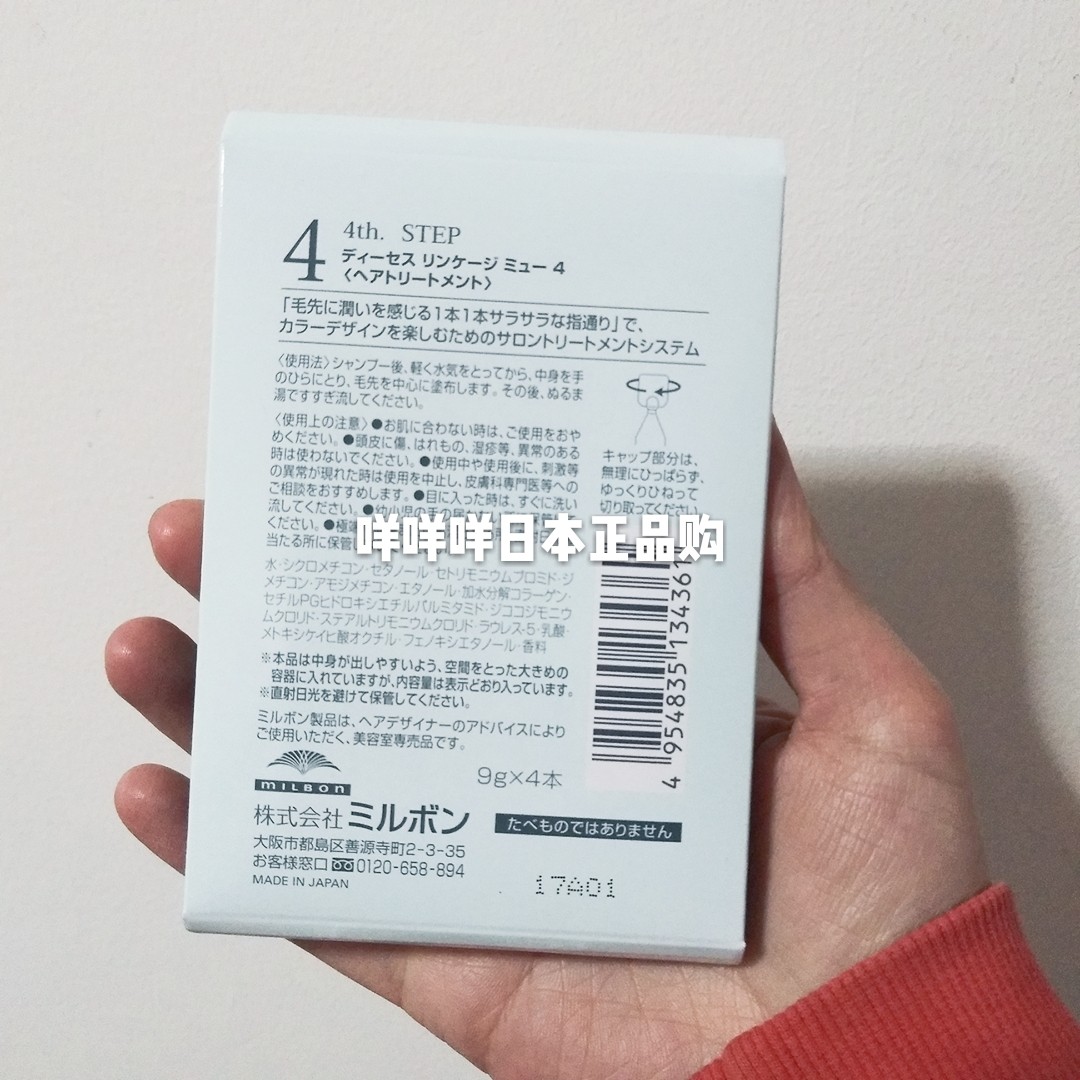 4
4th. STEP
ディーセス リンケージ ミュー 4
〈ヘアトリートメント〉
「毛先に潤いを感じる1本1本サラサラな指通り」で、
カラーデザインを楽しむためのサロントリートメントシステム
〈使用法〉シャンプー後、軽く水気をとってから、中身を手
のひらにとり、毛先を中心に塗布します。その後、ぬるま
湯ですすぎ流してください。
〈使用上の注意〉●お肌に合わない時は、ご使用をおや
めください。●頭皮に傷、はれもの、湿疹等、異常のある
時は使わないでください。●使用中や使用後に、刺激等
の異常が現れた時は使用を中止し、皮膚科専門医等への
ご相談をおすすめします。●目に入った時は、すぐに洗い
流してください。●幼小児の手の届かない
ください。●極
当たる所に保管
キャップ部分は、
無理にひっぱらず、
ゆっくりひねって
切り取ってください。
咩咩咩日本正品购
水・シクロメチコン・セタノール・セトリモニウムブロミド・ジ
メチコン・アモジメチコン・エタノール・加水分解コラーゲン・
セチルPGヒドロキシエチルパルミタミド・ジココジモニウ
ムクロリド・ステアルトリモニウムクロリド・ラウレス-5・乳酸・
メトキシケイヒ酸オクチル・フェノキシエタノール・香料
※本品は中身が出しやすいよう、空間をとった大きめの
容器に入れていますが、内容量は表示どおり入っています。
※直射日光を避けて保管してください。
ミルボン製品は、ヘアデザイナーのアドバイスにより
ご使用いただく、美容室専売品です。
4 954835 134361
9g×4本
MILBON
株式会社ミルボン
たべものではありません
大阪市都島区善源寺町2-3-35
お客様窓口 0120-658-894
MADE IN JAPAN
17A01